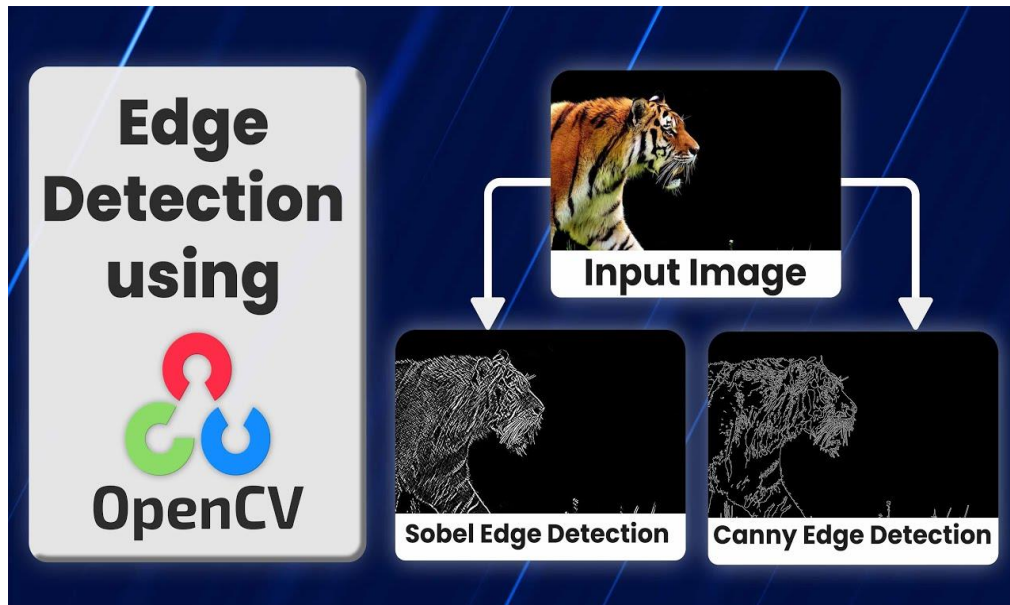 Edge
Detection
using
OpenCV
Input Image
Sobel Edge Detection
Canny Edge Detection